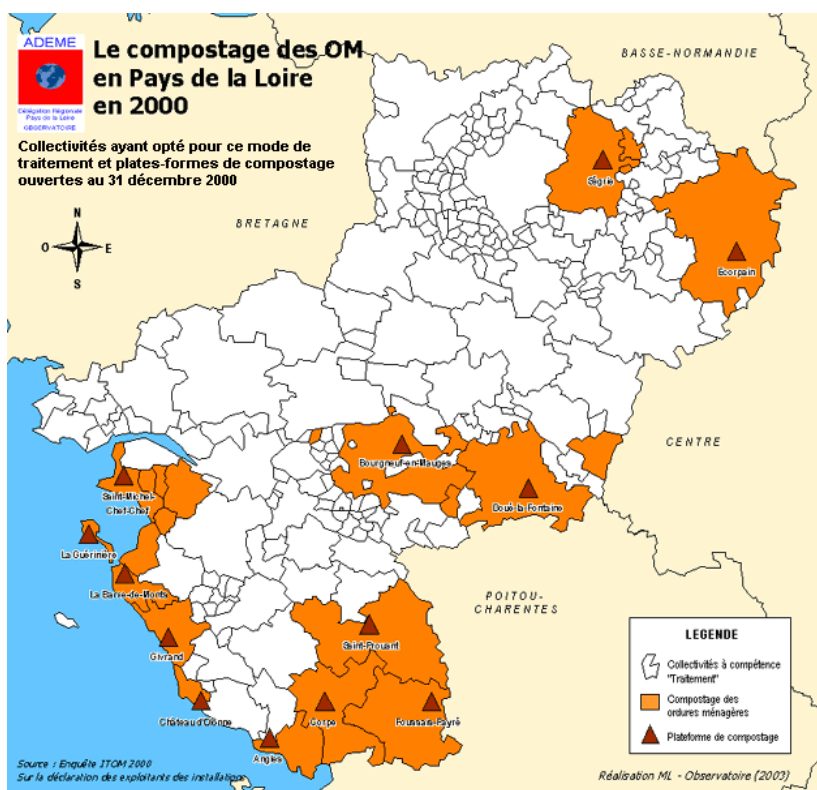 ADEME
Délégation Régionale
Pays de la Loire
OBSERVATOIRE
Le compostage des OM
en Pays de la Loire
en 2000
Collectivités ayant opté pour ce mode de
traitement et plates-formes de compostage
ouvertes au 31 décembre 2000
BASSE-NORMANDIE
BRETAGNE
N
O
E
S
Ségrie
Ecorpain
CENTRE
Bourgneuf-en-Mauges
Doué-la-Fontaine
Saint-Michel-
Chef-Chef
La Guérinière
La Barre-de-Monts
POITOU-
CHARENTES
Saint-Prouant
Givrand
Château d'Olonne
Corpe
Foussais-Payré
Angles
LEGENDE
Collectivités à compétence
"Traitement"
Compostage des
ordures ménagères
Plateforme de compostage
Source : Enquête ITOM 2000
Sur la déclaration des exploitants des installations
Réalisation ML - Observatoire (2003)